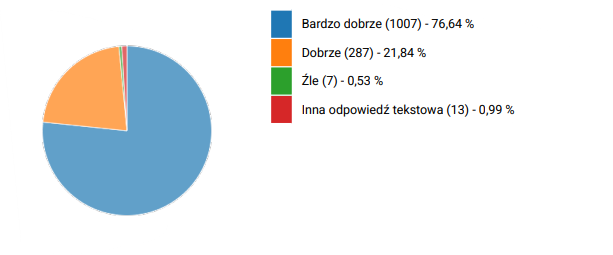 Bardzo dobrze (1007) - 76,64 %
Dobrze (287) - 21,84 %
Źle (7) - 0,53 %
Inna odpowiedź tekstowa (13) - 0,99 %